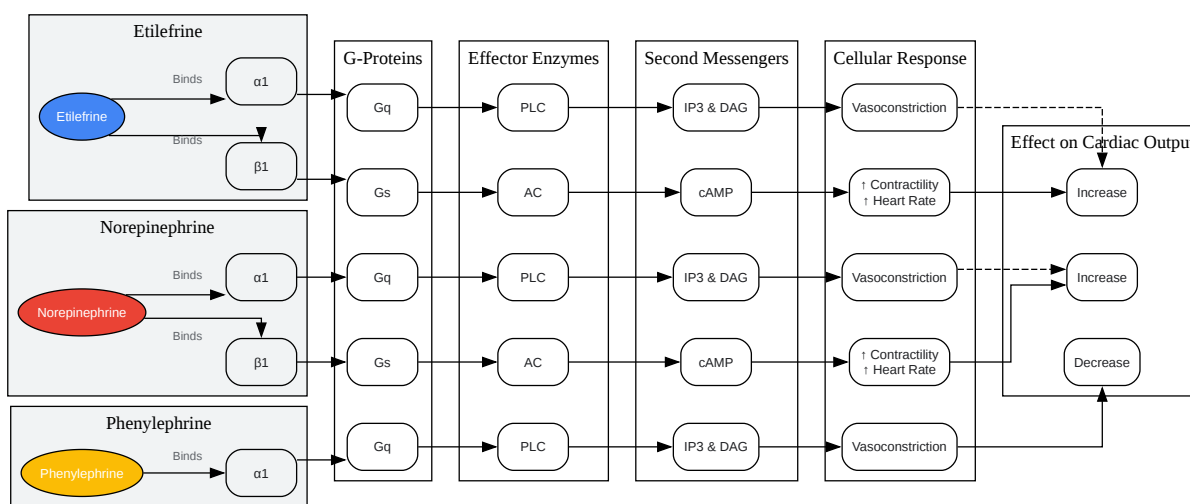 Etilefrine
Binds
α1
Etilefrine
Binds
β1
Norepinephrine
Binds
α1
Norepinephrine
Binds
β1
Phenylephrine
Binds
Phenylephrine
α1
G-Proteins
Gq
Gs
Gq
Gs
Gq
Effector Enzymes
PLC
AC
PLC
AC
PLC
Second Messengers
IP3 & DAG
cAMP
IP3 & DAG
cAMP
IP3 & DAG
Cellular Response
Vasoconstriction
↑ Contractility
↑ Heart Rate
Vasoconstriction
↑ Contractility
↑ Heart Rate
Vasoconstriction
Effect on Cardiac Output
Increase
Increase
Decrease